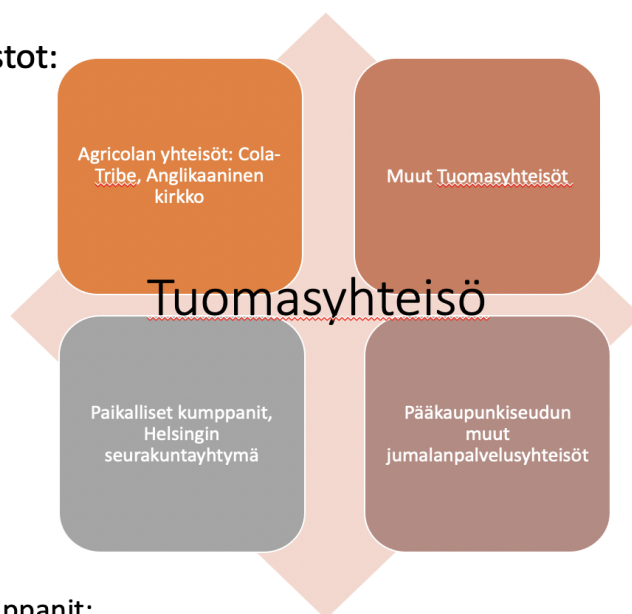 stot:
Agricolan yhteisöt: Cola-
Tribe, Anglikaaninen
kirkko
Muut Tuomasyhteisöt
Tuomasyhteisö
Paikalliset kumppanit,
Helsingin
seurakuntayhtymä
Pääkaupunkiseudun
muut
jumalanpalvelusyhteisöt
ppanit: